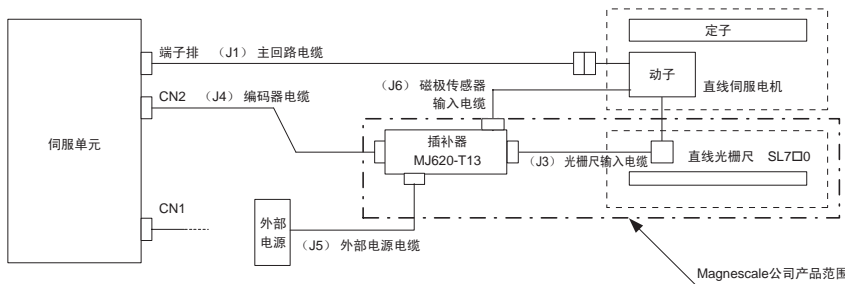 定子
端子排 （J1） 主回路电缆
动子
（J6） 磁极传感器
输入电缆
直线伺服电机
CN2 （J4） 编码器电缆
伺服单元
插补器
MJ620-T13
（J3） 光栅尺输入电缆
直线光栅尺 SL7□0
CN1
外部
电源
（J5） 外部电源电缆
Magnescale公司产品范围